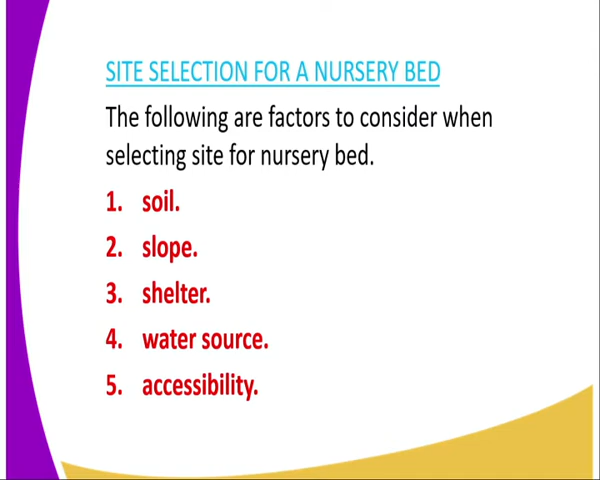 SITE SELECTION FOR A NURSERY BED
The following are factors to consider when
selecting site for nursery bed.
1. soil.
2. slope.
3. shelter.
4. water source.
5. accessibility.